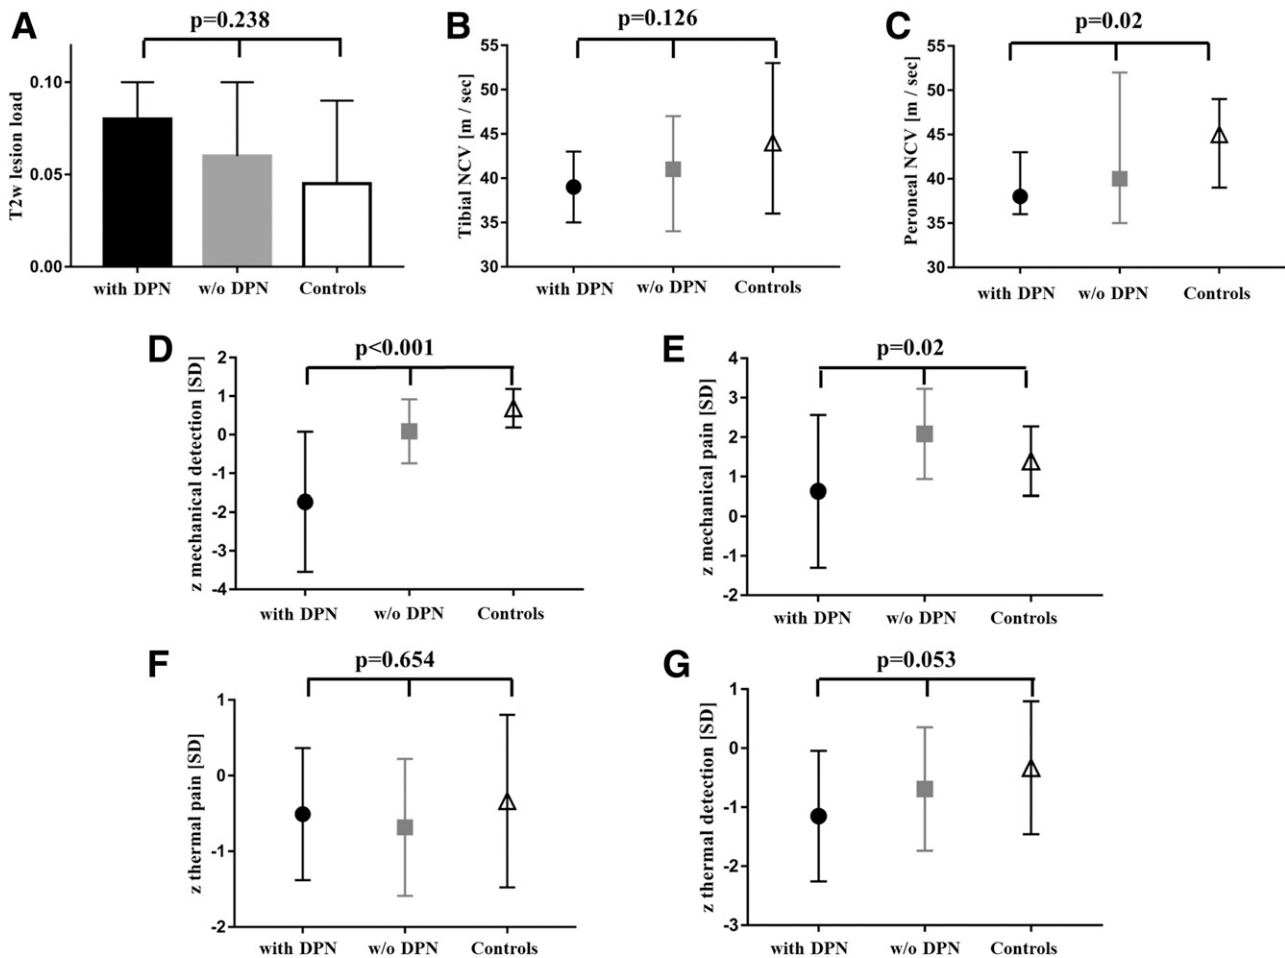 A
p=0.238
T2w lesion load
0.10
0.05
0.00
with DPN w/o DPN Controls
B
p=0.126
Tibial NCV [m / sec]
55
50
45
40
35
30
with DPN w/o DPN Controls
C
p=0.02
Peroneal NCV [m / sec]
55
50
45
40
35
30
with DPN w/o DPN Controls
D
p<0.001
z mechanical detection [SD]
2
1
0
-1
-2
-3
-4
with DPN w/o DPN Controls
E
p=0.02
z mechanical pain [SD]
4
3
2
1
0
-1
-2
with DPN w/o DPN Controls
F
p=0.654
z thermal pain [SD]
1
0
-1
-2
with DPN w/o DPN Controls
G
p=0.053
z thermal detection [SD]
1
0
-1
-2
-3
with DPN w/o DPN Controls